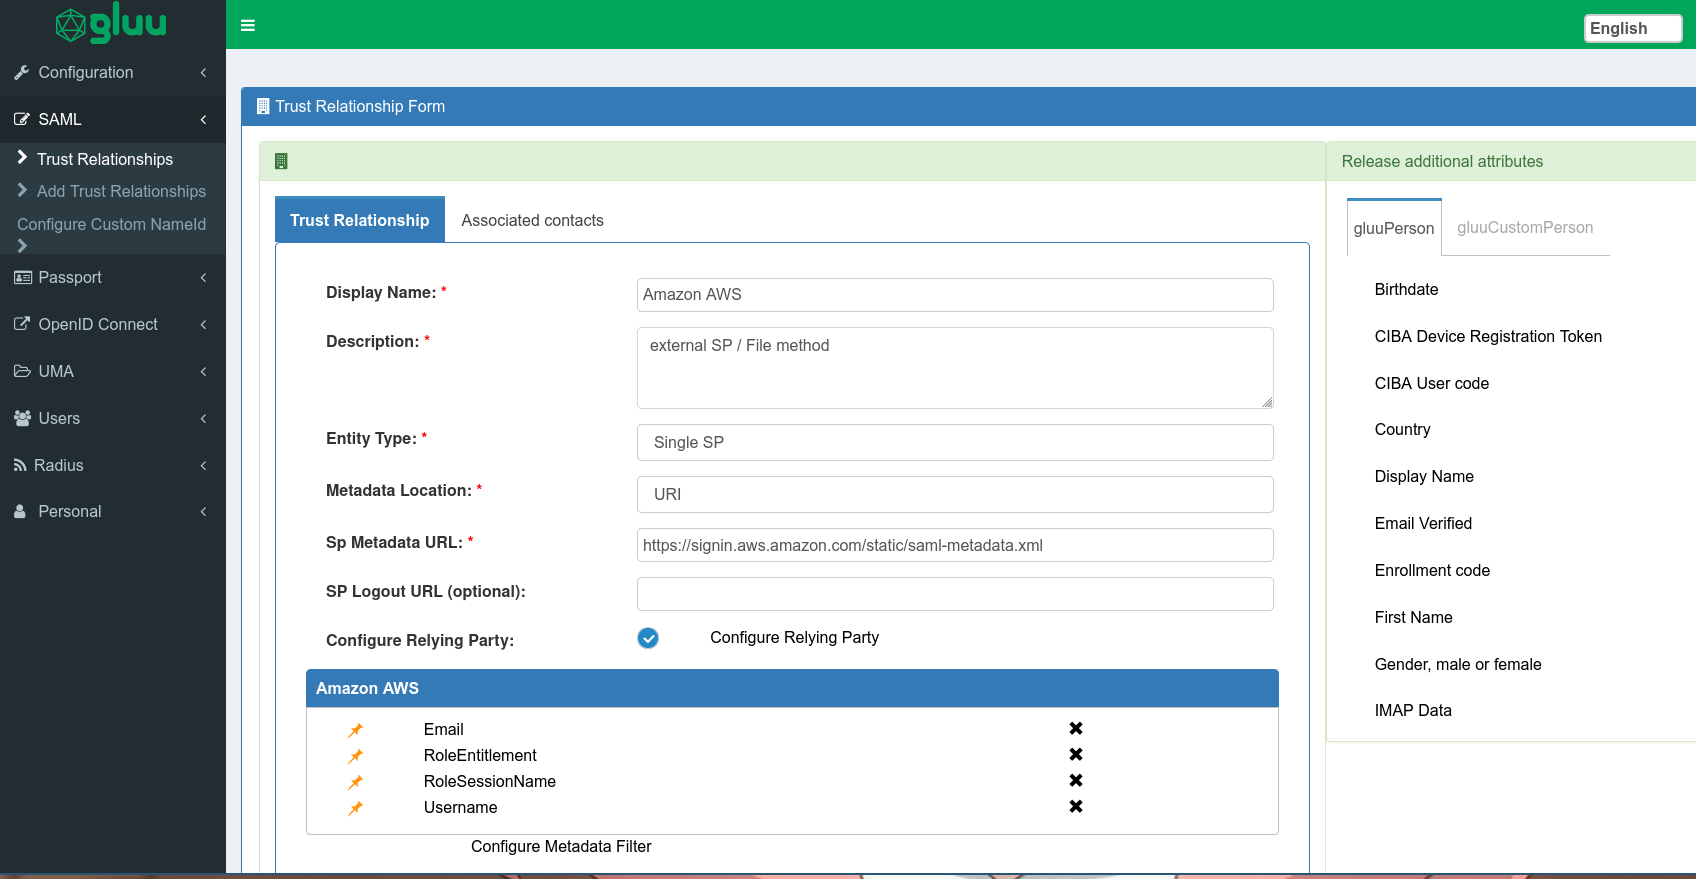 gluu
English
Configuration
SAML
Trust Relationships
Add Trust Relationships
Configure Custom NameId
Passport
OpenID Connect
UMA
Users
Radius
Personal
Trust Relationship Form
Trust Relationship
Associated contacts
Display Name: *
Amazon AWS
Description: *
external SP / File method
Entity Type: *
Single SP
Metadata Location: *
URI
Sp Metadata URL: *
https://signin.aws.amazon.com/static/saml-metadata.xml
SP Logout URL (optional):
Configure Relying Party:
Configure Relying Party
Amazon AWS
Email
RoleEntitlement
RoleSessionName
Username
Configure Metadata Filter
Release additional attributes
gluuPerson
gluuCustomPerson
Birthdate
CIBA Device Registration Token
CIBA User code
Country
Display Name
Email Verified
Enrollment code
First Name
Gender, male or female
IMAP Data